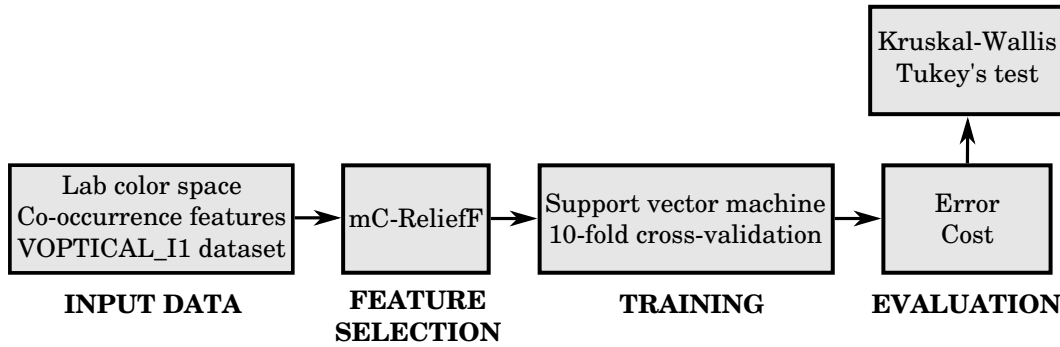 Kruskal-Wallis
Tukey's test
Lab color space
Co-occurrence features
VOPTICAL_I1 dataset
mC-ReliefF
Support vector machine
10-fold cross-validation
Error
Cost
INPUT DATA
FEATURE
SELECTION
TRAINING
EVALUATION